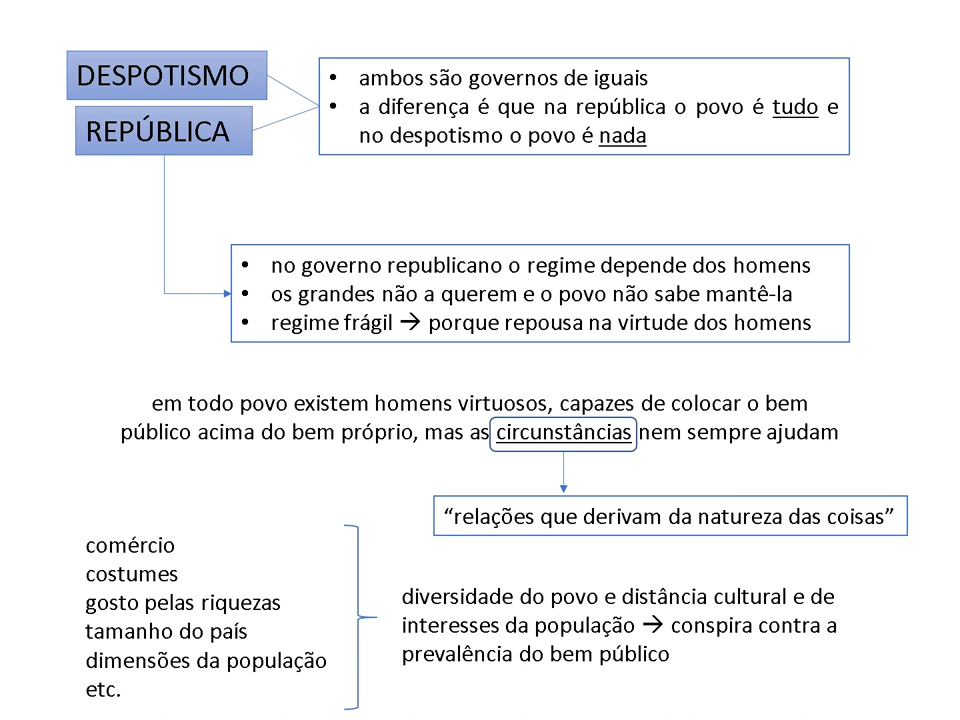 DESPOTISMO
REPÚBLICA
• ambos são governos de iguais
• a diferença é que na república o povo é tudo e
no despotismo o povo é nada
• no governo republicano o regime depende dos homens
• os grandes não a querem e o povo não sabe mantê-la
• regime frágil → porque repousa na virtude dos homens
em todo povo existem homens virtuosos, capazes de colocar o bem
público acima do bem próprio, mas as circunstâncias nem sempre ajudam
“relações que derivam da natureza das coisas”
comércio
costumes
gosto pelas riquezas
tamanho do país
dimensões da população
etc.
diversidade do povo e distância cultural e de
interesses da população → conspira contra a
prevalência do bem público